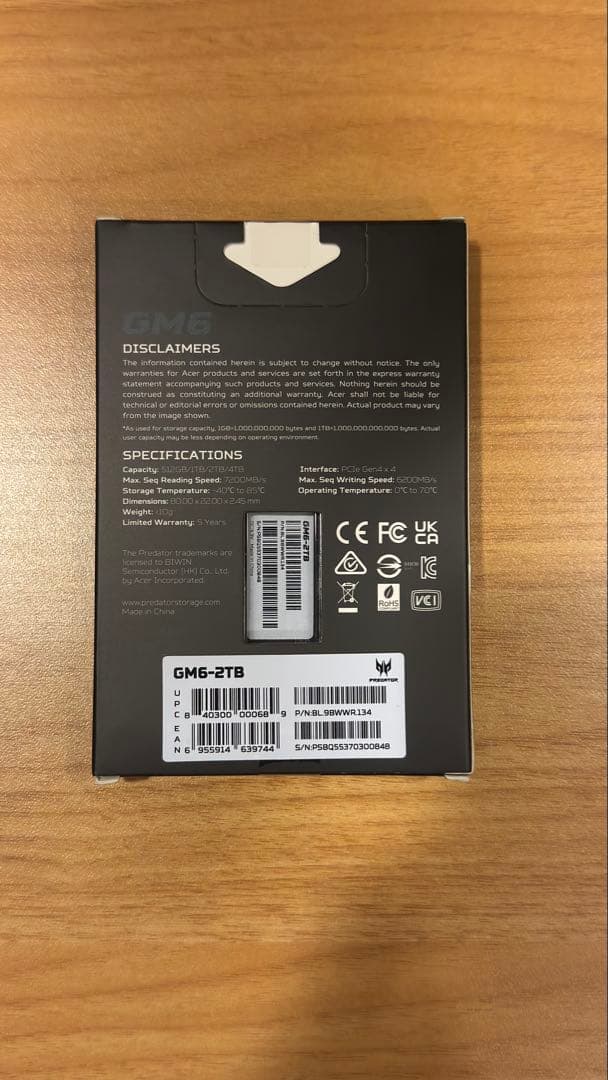 GM6
DISCLAIMERS
The information contained herein is subject to change without notice. The only
warranties for Acer products and services are set forth in the express warranty
statement accompanying such products and services. Nothing herein should be
construed as constituting an additional warranty. Acer shall not be liable for
technical or editorial errors or omissions contained herein. Actual product may vary
from the image shown.
*As used for storage capacity, 1GB=1,000,000,000 bytes and 1TB=1,000,000,000,000 bytes. Actual
user capacity may be less depending on operating environment.
SPECIFICATIONS
Capacity: 512GB/1TB/2TB/4TB
Interface: PCIe Gen4 x 4
Max. Seq Reading Speed: 7200MB/s
Max. Seq Writing Speed: 6200MB/s
Storage Temperature: -40℃ to 85℃
Operating Temperature: 0℃ to 70℃
Dimensions: 80.00 x 22.00 x 2.45 mm
Weight: ≤10g
Limited Warranty: 5 Years
The Predator trademarks are
licensed to BIWIN
Semiconductor (HK) Co., Ltd.
by Acer Incorporated.
www.predatorstorage.com
Made in China
GM6-2TB
P/N:BL.9BWWR.134
S/N:PSBQ55370300848
CE FC UK
CA
RoHS
VCI
GM6-2TB
PREDATOR
UPC
8 40300 00068 9
P/N:BL.9BWWR.134
EAN
6 955914 639744
S/N:PSBQ55370300848